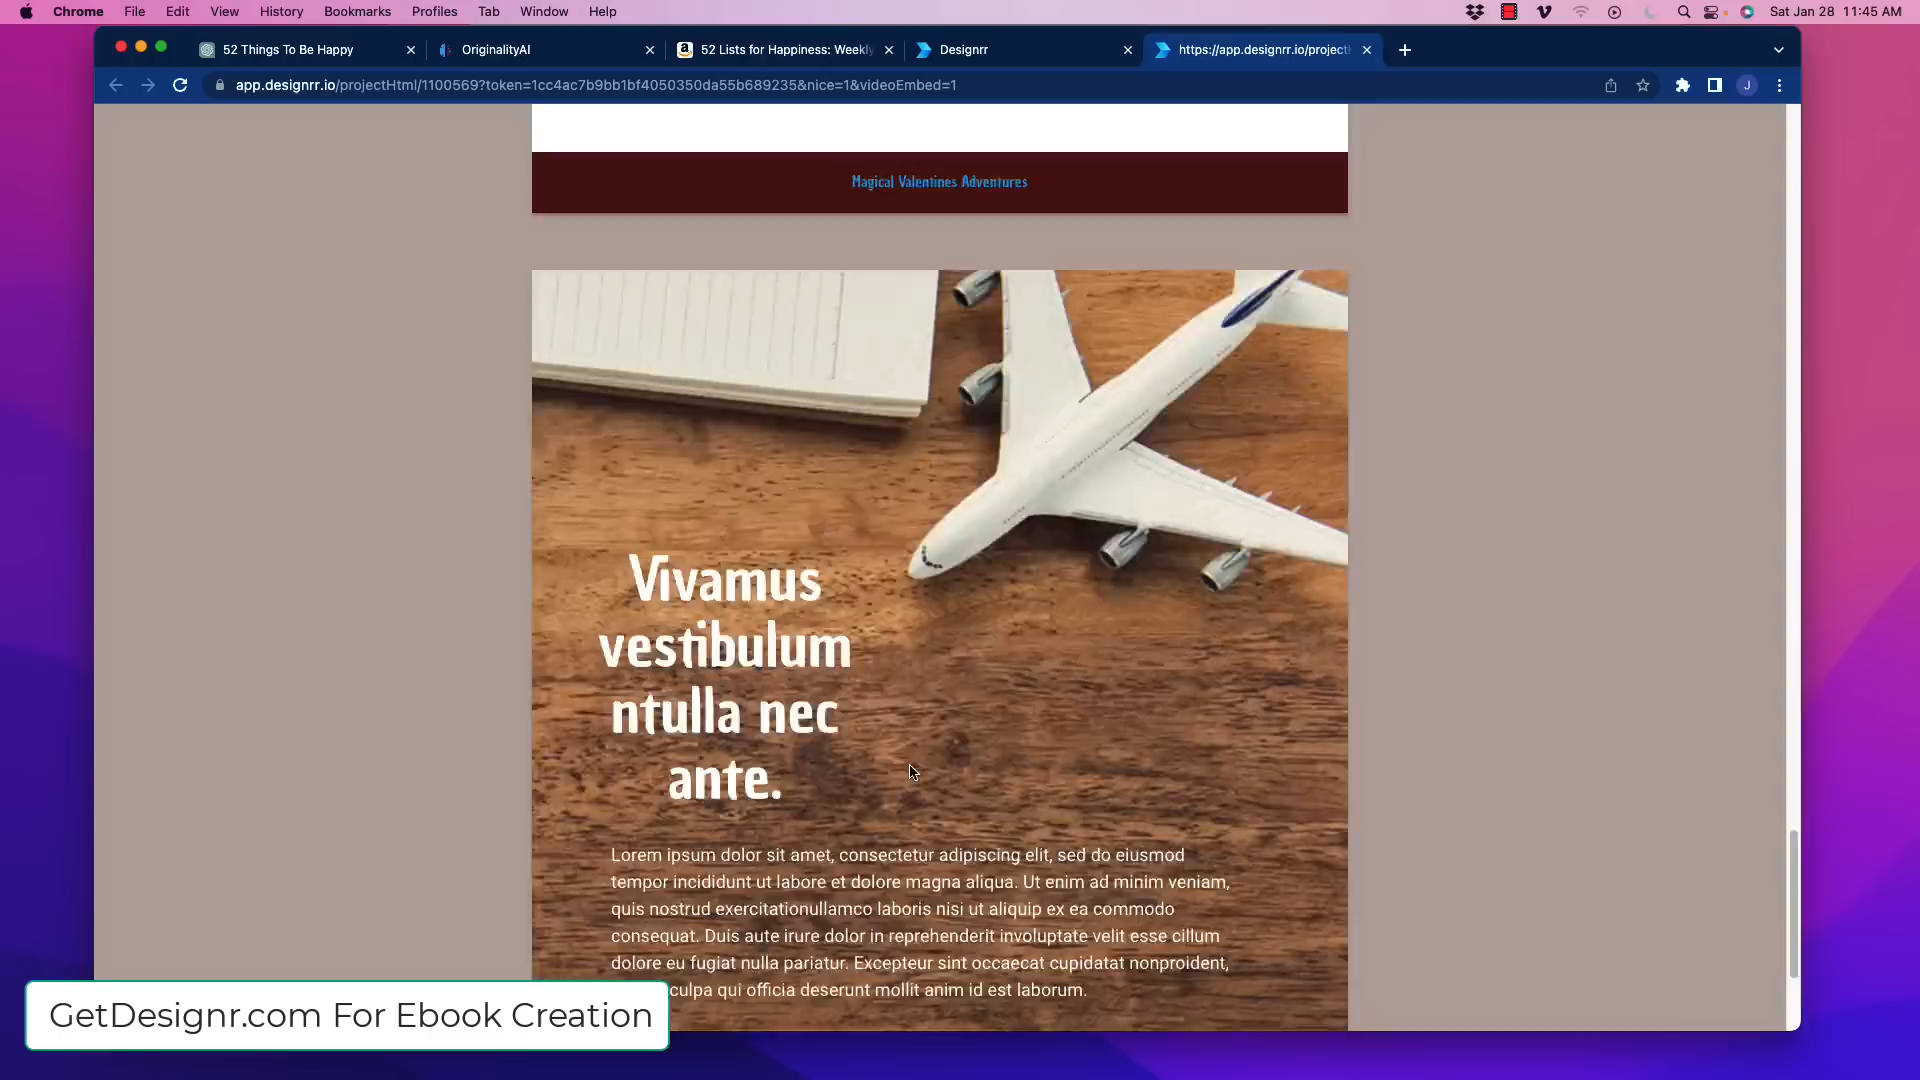 Chrome File Edit View History Bookmarks Profiles Tab Window Help Sat Jan 28 11:45 AM
52 Things To Be Happy OriginalityAI 52 Lists for Happiness: Weekly Designrr https://app.designrr.io/project
app.designrr.io/projectHtml/1100569?token=1cc4ac7b9bb1bf4050350da55b689235&nice=1&videoEmbed=1 J
Magical Valentines Adventures
Vivamus
vestibulum
ntulla nec
ante.
Lorem ipsum dolor sit amet, consectetur adipiscing elit, sed do eiusmod
tempor incididunt ut labore et dolore magna aliqua. Ut enim ad minim veniam,
quis nostrud exercitationullamco laboris nisi ut aliquip ex ea commodo
consequat. Duis aute irure dolor in reprehenderit involuptate velit esse cillum
dolore eu fugiat nulla pariatur. Excepteur sint occaecat cupidatat nonproident,
culpa qui officia deserunt mollit anim id est laborum.
GetDesignr.com For Ebook Creation